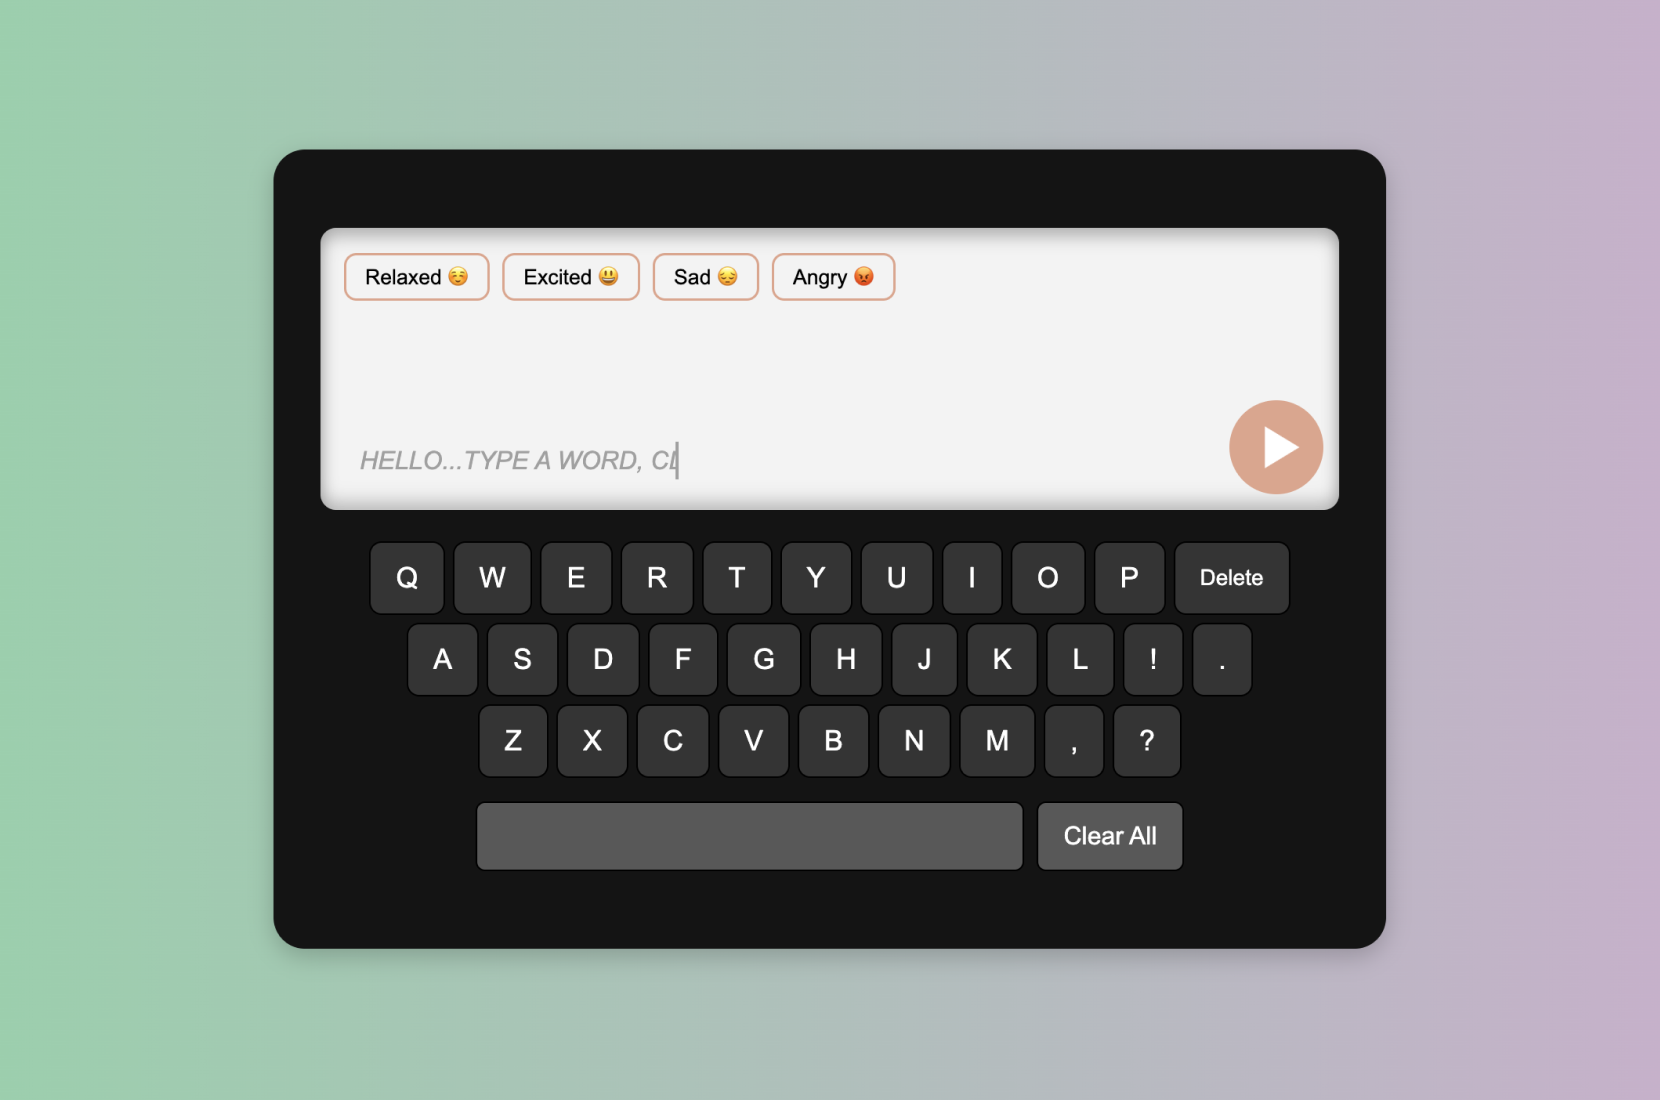 Relaxed ☺️ Excited 😃 Sad 😔 Angry 😡
HELLO...TYPE A WORD, CL
Q W E R T Y U I O P Delete
A S D F G H J K L ! .
Z X C V B N M , ?
Clear All